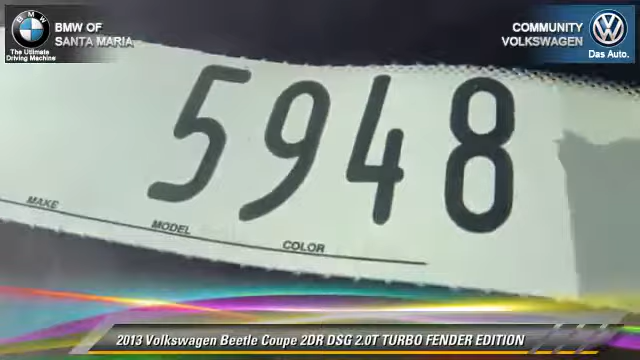 BMW
BMW OF
SANTA MARIA
The Ultimate
Driving Machine
COMMUNITY
VOLKSWAGEN
Das Auto.
5948
MAKE
MODEL
COLOR
2013 Volkswagen Beetle Coupe 2DR DSG 2.0T TURBO FENDER EDITION